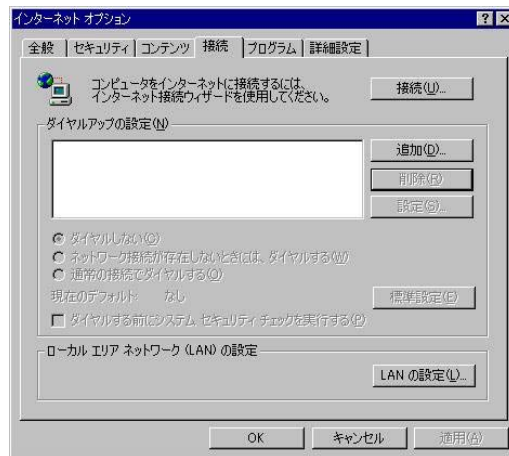 インターネット オプション
全般 セキュリティ コンテンツ 接続 プログラム 詳細設定
コンピュータをインターネットに接続するには、
インターネット接続ウィザードを使用してください。
接続(U)...
ダイヤルアップの設定(N)
追加(D)...
削除(R)
設定(S)...
ダイヤルしない(C)
ネットワーク接続が存在しないときには、ダイヤルする(W)
通常の接続でダイヤルする(O)
現在のデフォルト: なし
標準設定(E)
ダイヤルする前にシステム セキュリティ チェックを実行する(P)
ローカル エリア ネットワーク (LAN) の設定
LAN の設定(L)...
OK キャンセル 適用(A)